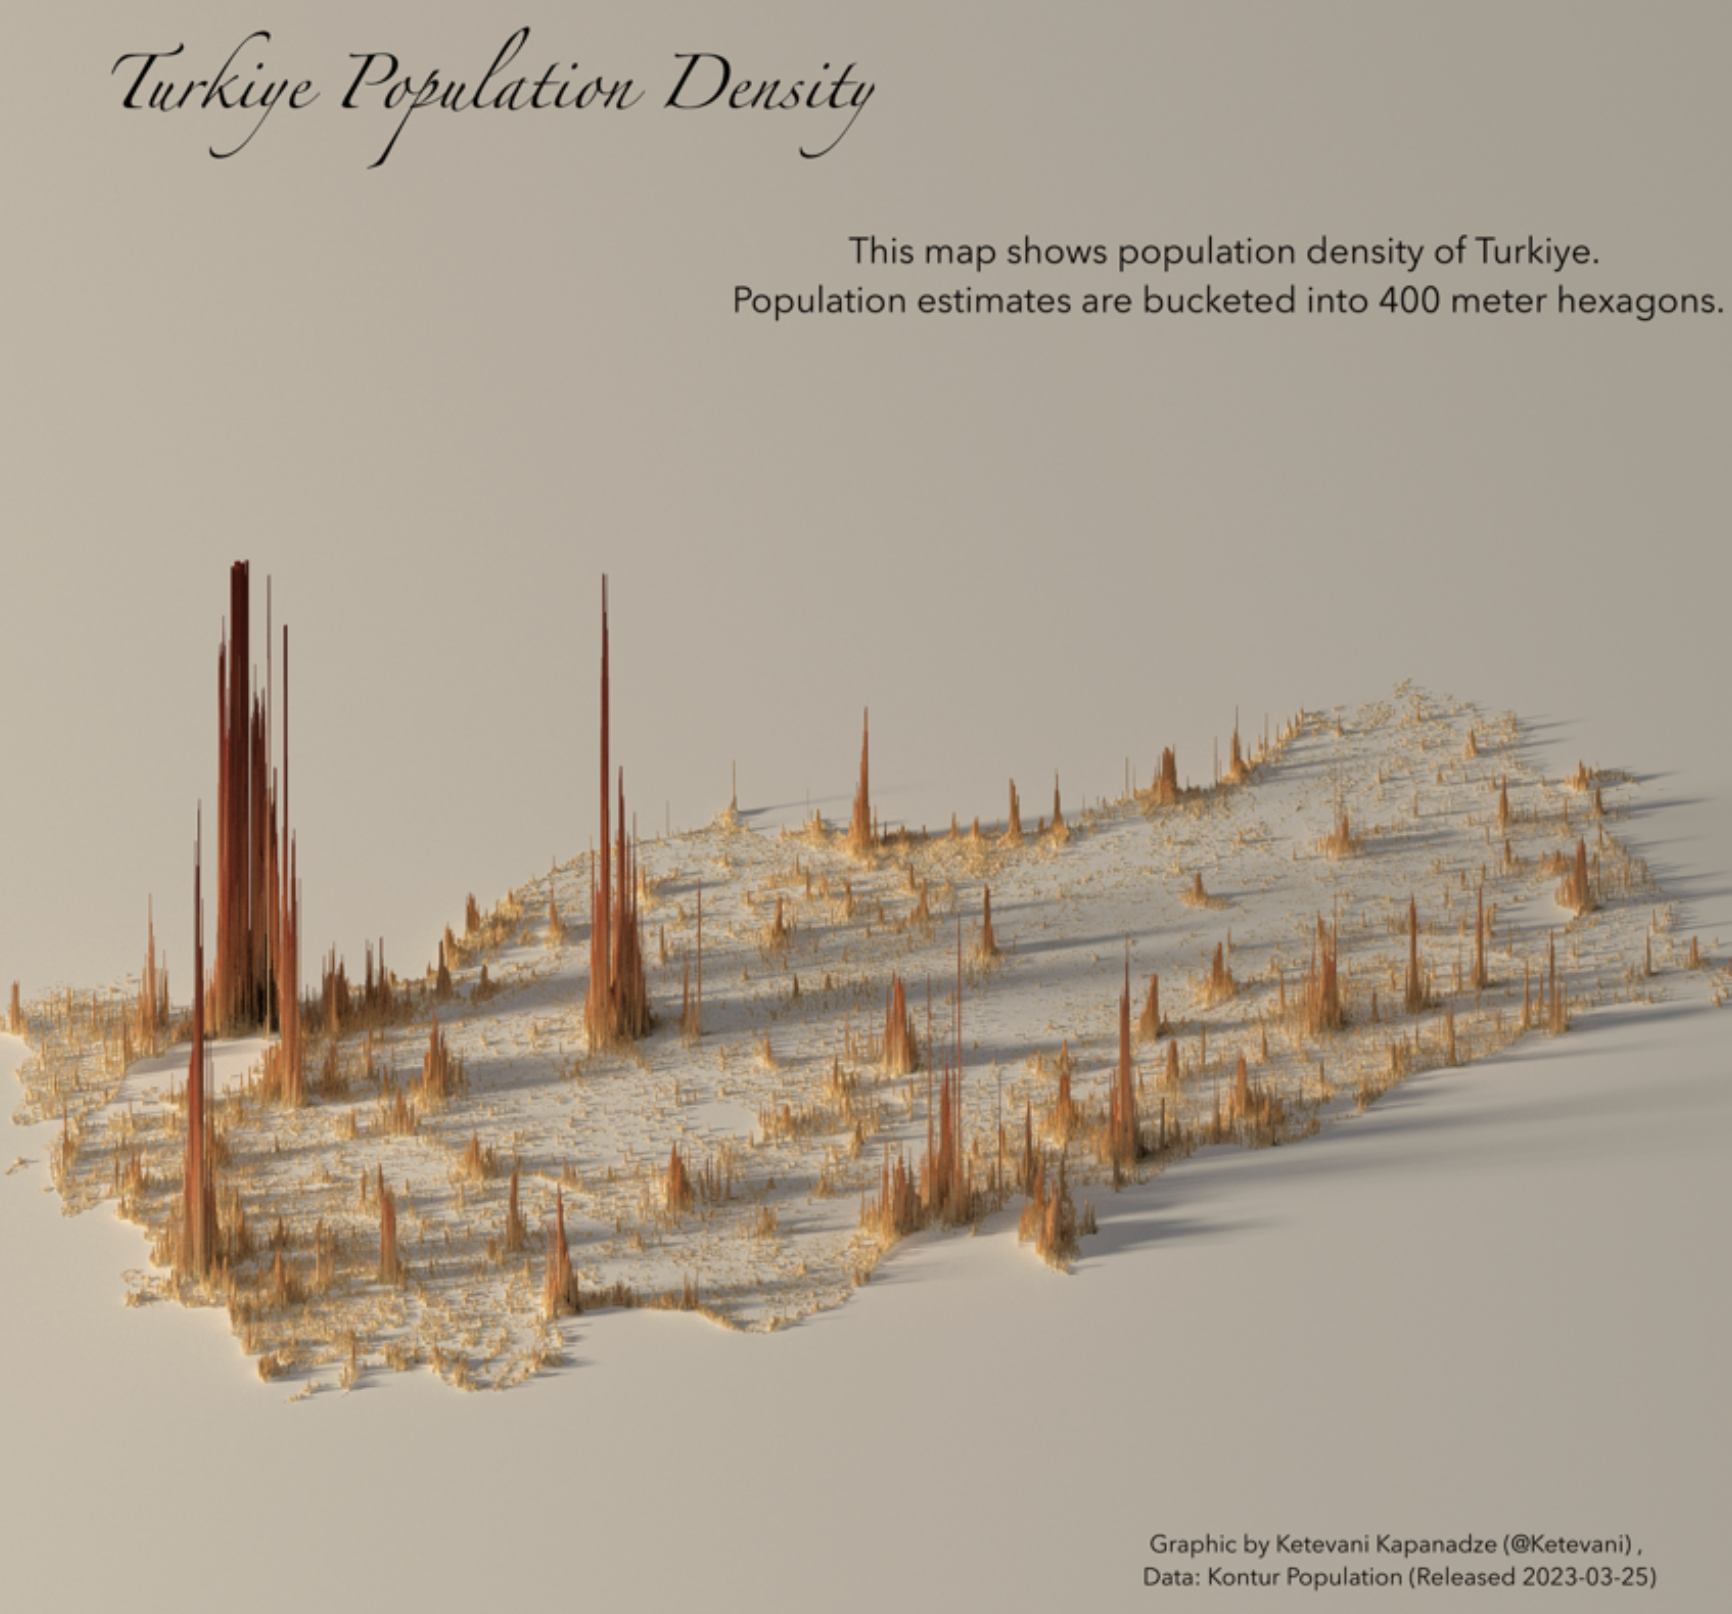 Turkiye Population Density
This map shows population density of Turkiye.
Population estimates are bucketed into 400 meter hexagons.
Graphic by Ketevani Kapanadze (@Ketevani) ,
Data: Kontur Population (Released 2023-03-25)